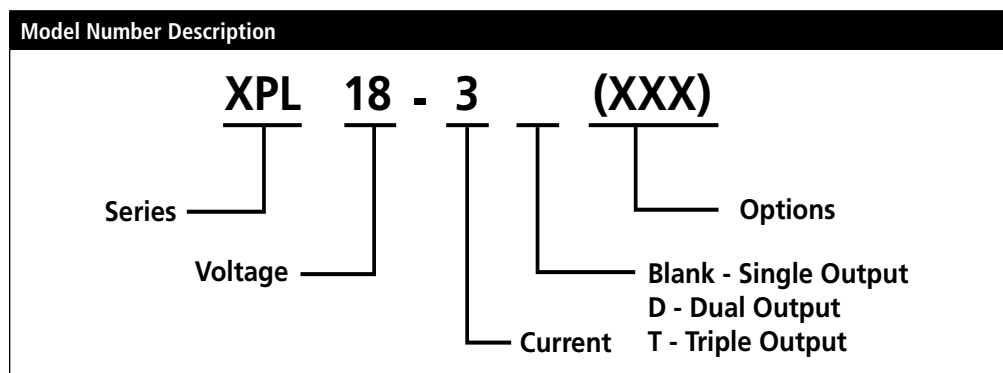 Model Number Description
XPL 18 - 3 (XXX)
Series
Options
Voltage
Blank - Single Output
D - Dual Output
Current
T - Triple Output